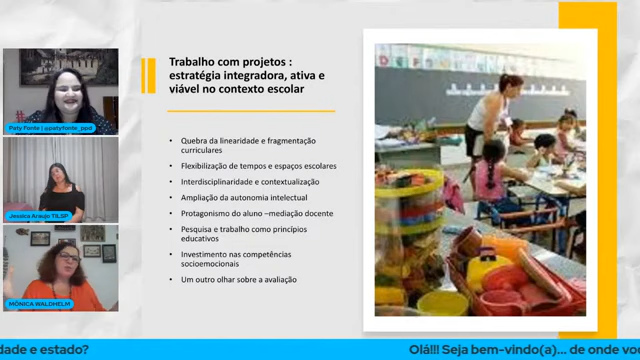 Trabalho com projetos :
estratégia integradora, ativa e
viável no contexto escolar
• Quebra da linearidade e fragmentação
curriculares
• Flexibilização de tempos e espaços escolares
• Interdisciplinaridade e contextualização
• Ampliação da autonomia intelectual
• Protagonismo do aluno –mediação docente
• Pesquisa e trabalho como princípios
educativos
• Investimento nas competências
socioemocionais
• Um outro olhar sobre a avaliação
Paty Fonte | @patyfonte_ppd
Jessica Araujo TILSP
MÔNICA WALDHELM
dade e estado?
Olá!!! Seja bem-vindo(a)... de onde voc